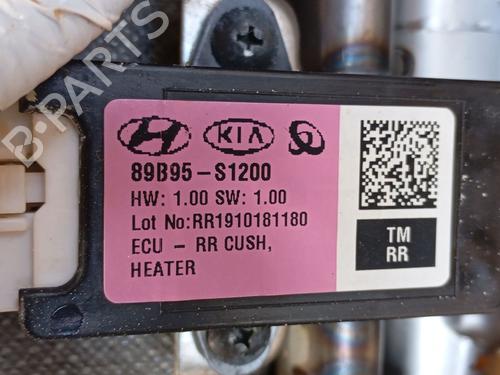 B-PARTS
KIA
89B95-S1200
HW: 1.00 SW: 1.00
Lot No:RR1910181180
ECU - RR CUSH,
HEATER
TM
RR